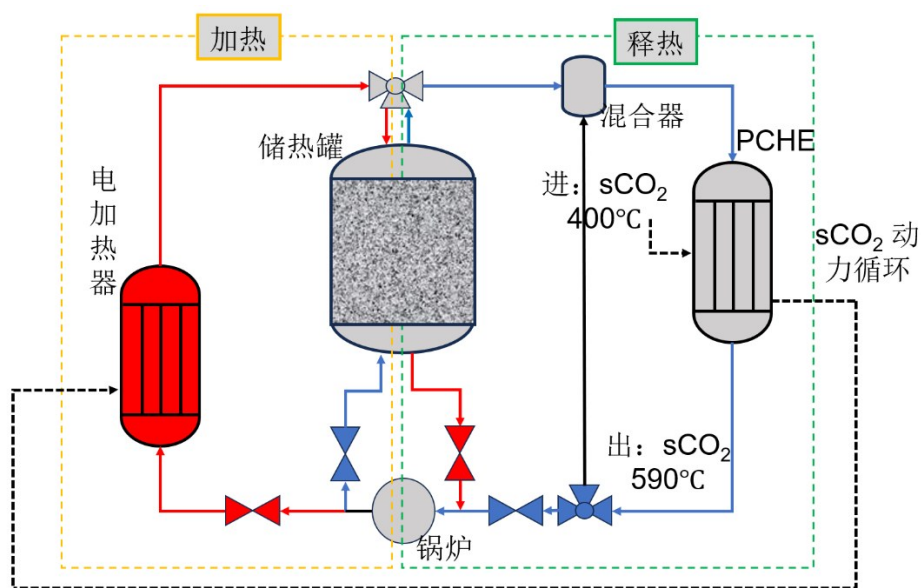 加热
释热
混合器
储热罐
PCHE
进：sCO₂
400℃
电
加
热
器
sCO₂ 动
力循环
出：sCO₂
590℃
锅炉